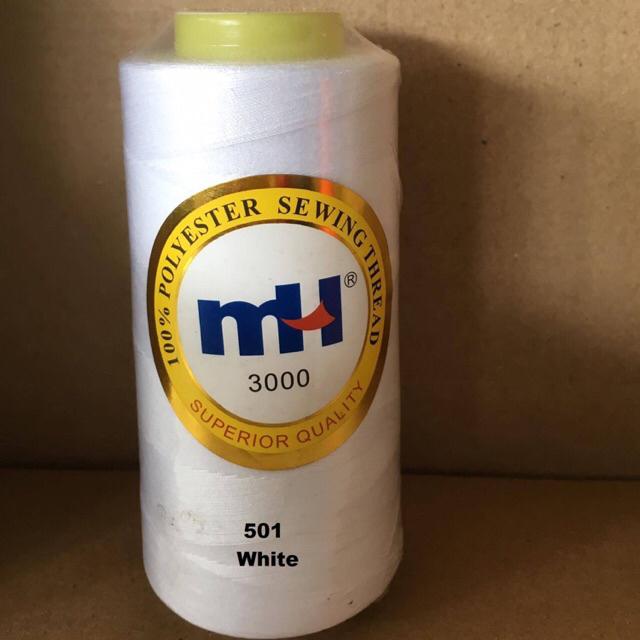 100% POLYESTER SEWING THREAD
mH®
3000
SUPERIOR QUALITY
501
White